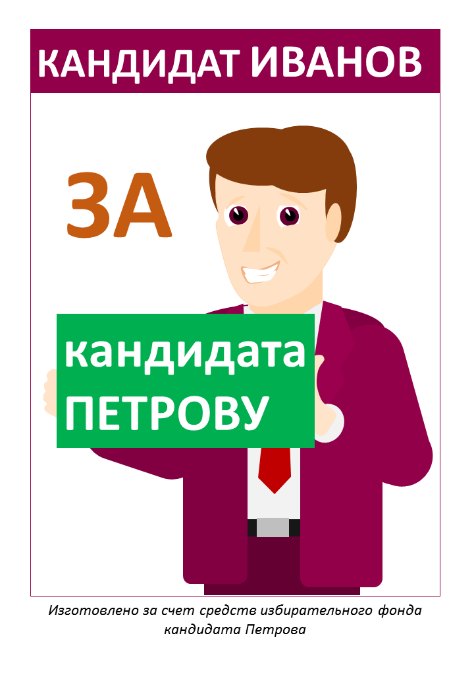 КАНДИДАТ ИВАНОВ
ЗА
кандидата
ПЕТРОВУ
Изготовлено за счет средств избирательного фонда
кандидата Петрова